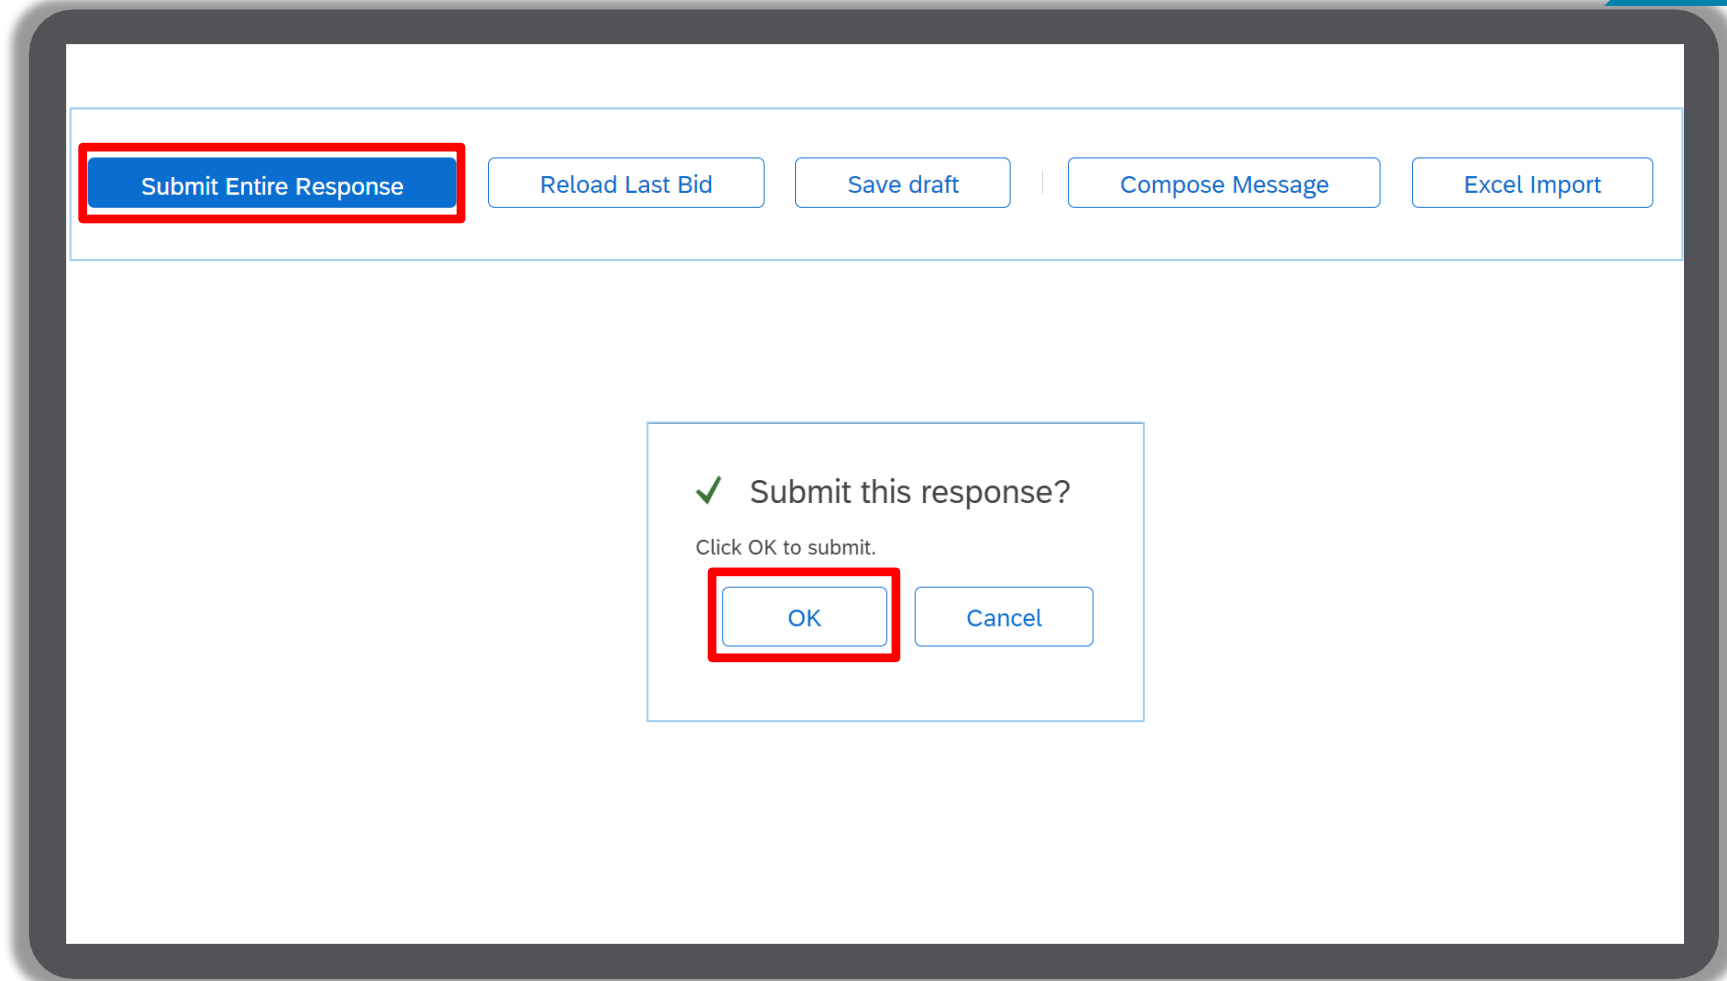 Submit Entire Response Reload Last Bid Save draft Compose Message Excel Import
Submit this response?
Click OK to submit.
OK Cancel